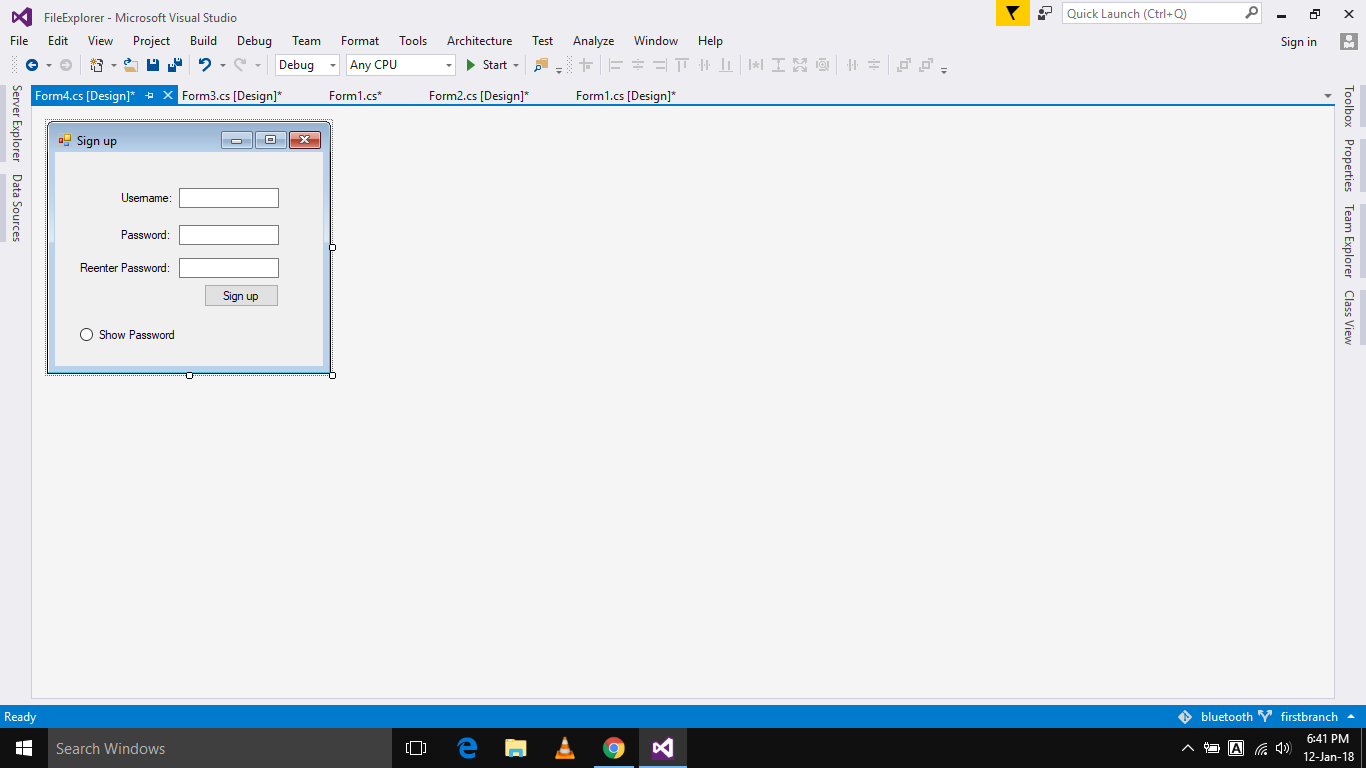 FileExplorer - Microsoft Visual Studio
Quick Launch (Ctrl+Q)
File Edit View Project Build Debug Team Format Tools Architecture Test Analyze Window Help
Sign in
Debug Any CPU Start
Form4.cs [Design]* Form3.cs [Design]* Form1.cs* Form2.cs [Design]* Form1.cs [Design]*
Server Explorer
Data Sources
Sign up
Username:
Password:
Reenter Password:
Sign up
Show Password
Toolbox
Properties
Team Explorer
Class View
Ready
bluetooth firstbranch
Search Windows
A
6:41 PM
12-Jan-18